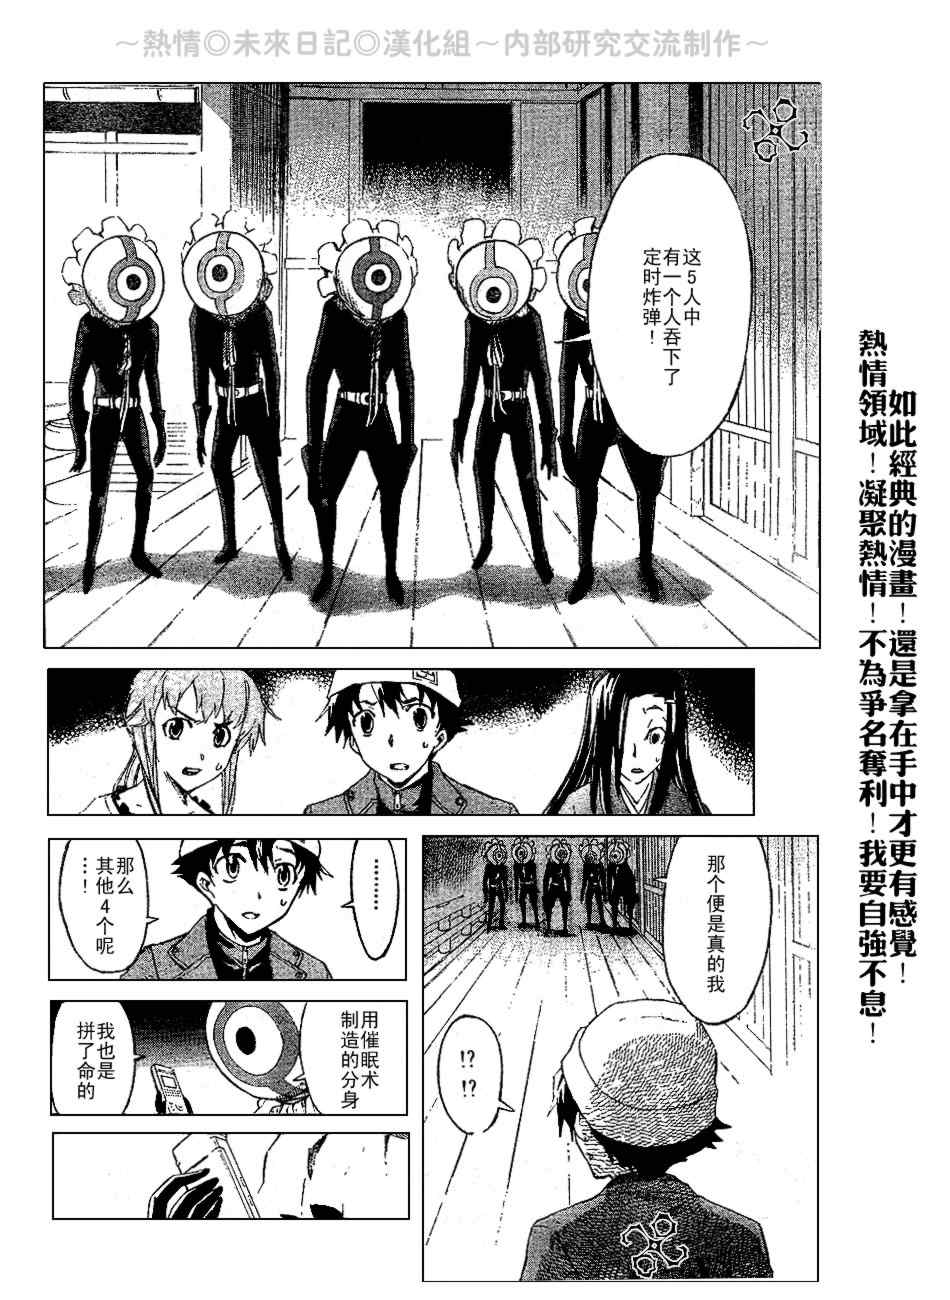 ～熱情◎未來日記◎漢化組～内部研究交流制作～
这5人中
有一个人吞下了
定时炸弹！
那个便是真的我
!?
!?
…………
那么
其他4个呢
…！
用催眠术
制造的分身
我也是
拼了命的
如此經典的漫畫！還是拿在手中才更有感覺！
熱情領域！凝聚熱情！不為爭名奪利！我要自強不息！